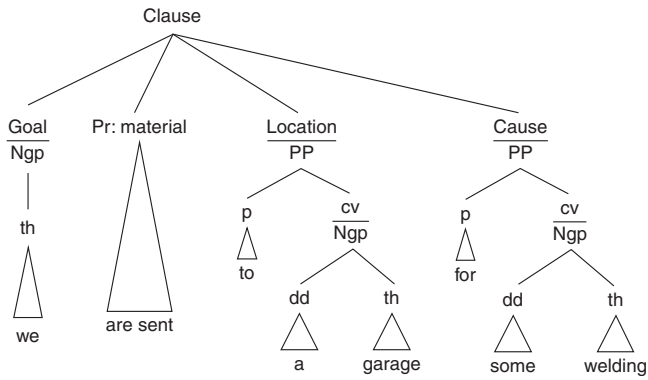 Clause
Goal Pr: material Location Cause
Ngp PP PP
th p cv p cv
Ngp Ngp
to for
dd th dd th
we are sent a garage some welding